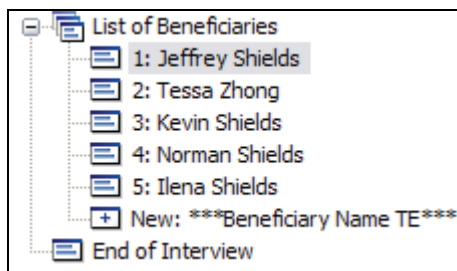 List of Beneficiaries
1: Jeffrey Shields
2: Tessa Zhong
3: Kevin Shields
4: Norman Shields
5: Ilena Shields
New: ***Beneficiary Name TE***
End of Interview